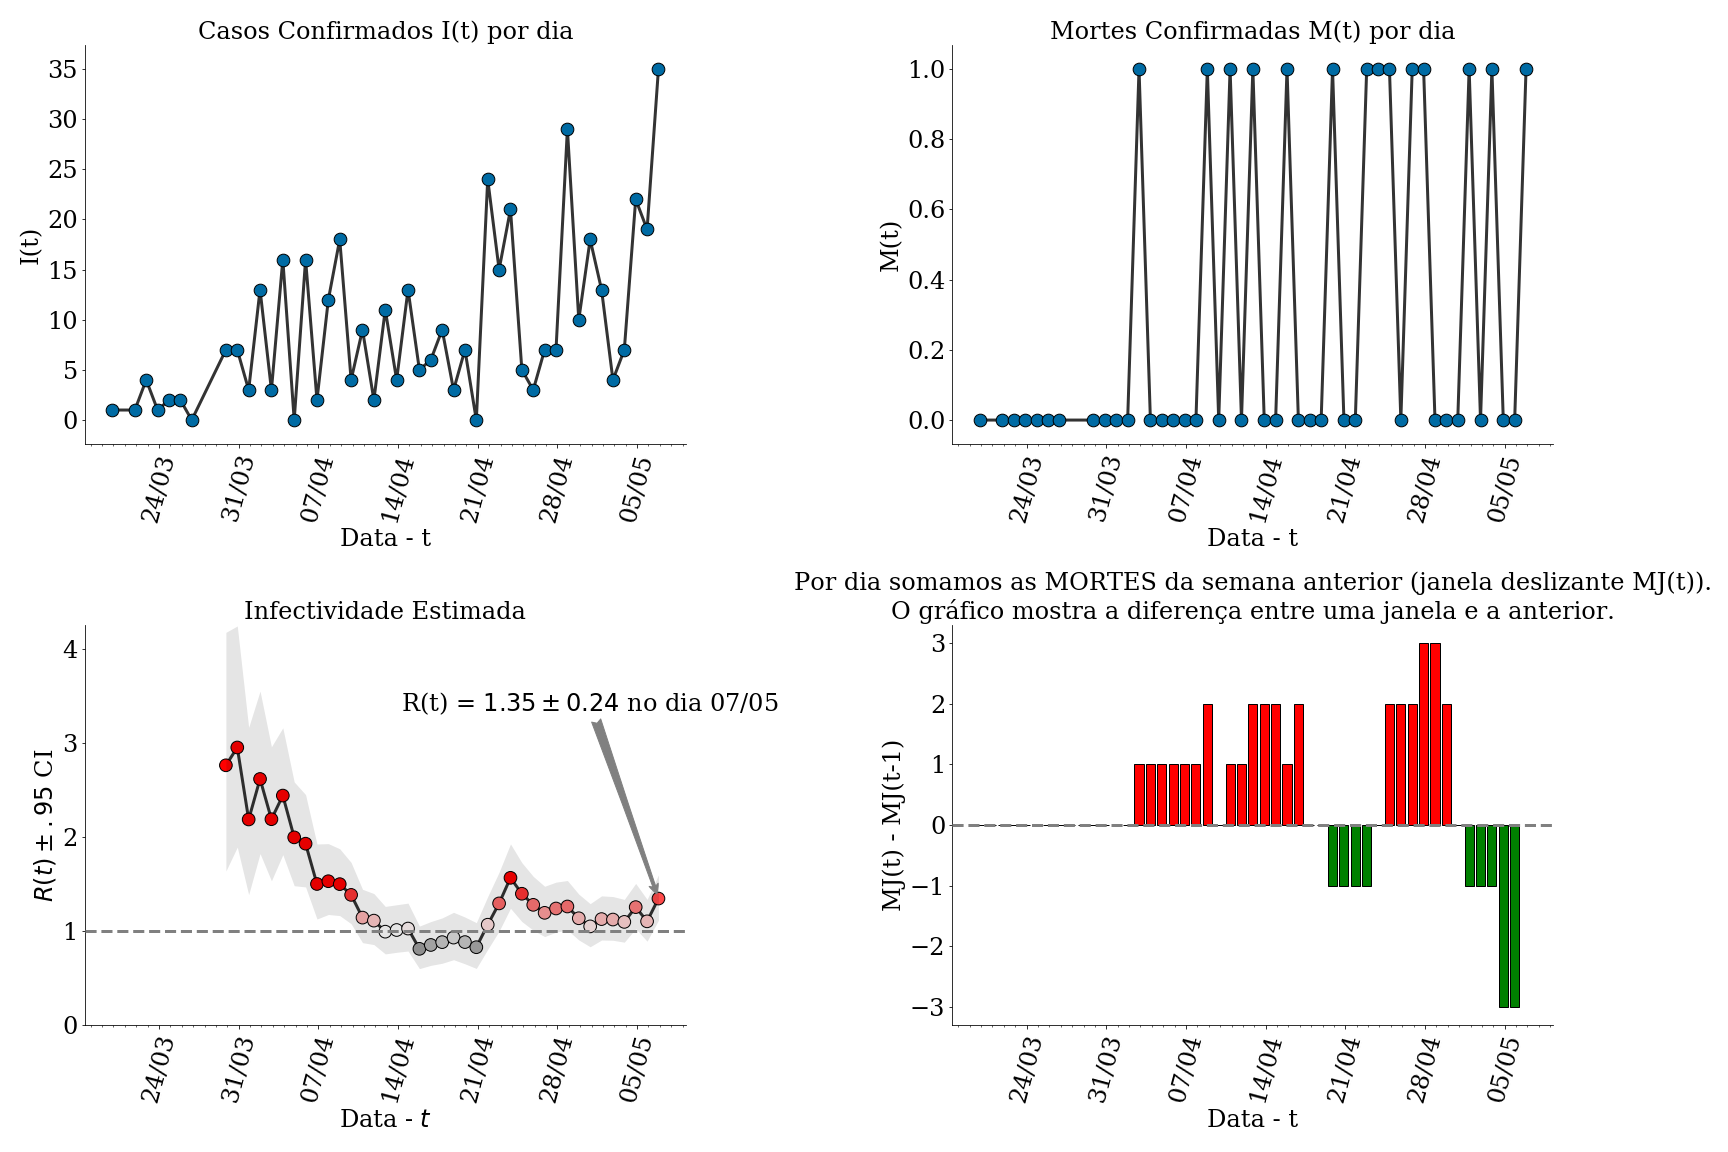 Casos Confirmados I(t) por dia
I(t)
35
30
25
20
15
10
5
0
24/03 31/03 07/04 14/04 21/04 28/04 05/05
Data - t
Mortes Confirmadas M(t) por dia
M(t)
1.0
0.8
0.6
0.4
0.2
0.0
24/03 31/03 07/04 14/04 21/04 28/04 05/05
Data - t
Infectividade Estimada
R(t) ± .95 CI
4
3
2
1
0
R(t) = 1.35 ± 0.24 no dia 07/05
24/03 31/03 07/04 14/04 21/04 28/04 05/05
Data - t
Por dia somamos as MORTES da semana anterior (janela deslizante MJ(t)).
O gráfico mostra a diferença entre uma janela e a anterior.
MJ(t) - MJ(t-1)
3
2
1
0
−1
−2
−3
24/03 31/03 07/04 14/04 21/04 28/04 05/05
Data - t